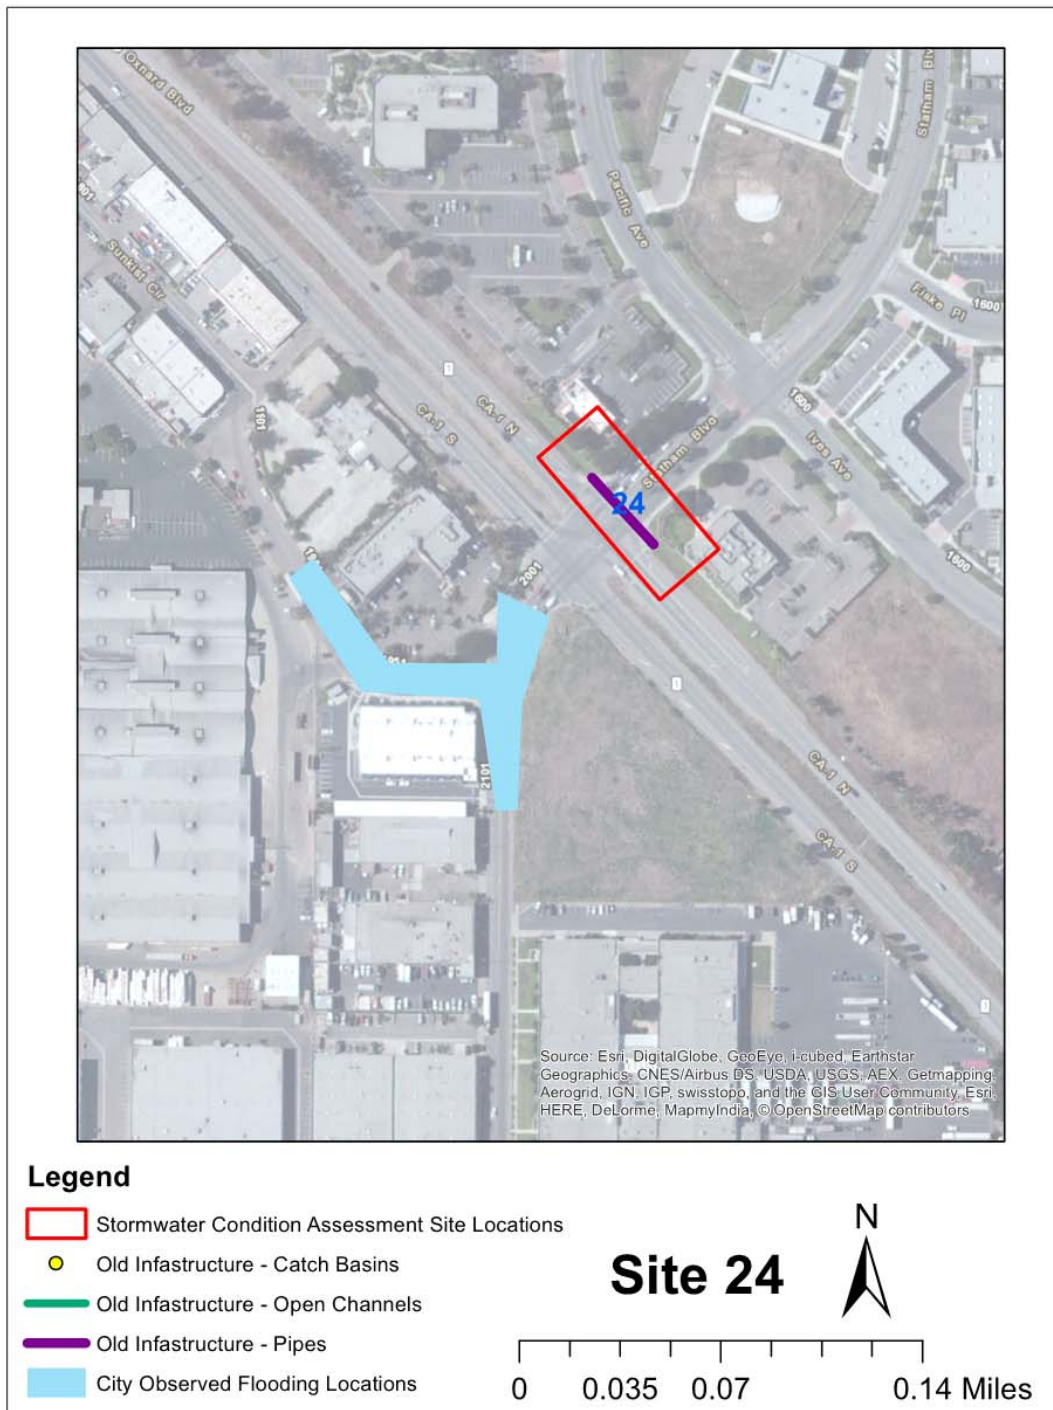 Oxnard Blvd
Statham Blvd
Pacific Ave
Sunkist Cir
Fiske Pl
1600
1
CA-1 N
CA-1 S
1901
1600
Ives Ave
Statham Blvd
24
1600
2001
1
2101
CA-1 N
CA-1 S
1
Source: Esri, DigitalGlobe, GeoEye, i-cubed, Earthstar
Geographics, CNES/Airbus DS, USDA, USGS, AEX, Getmapping,
Aerogrid, IGN, IGP, swisstopo, and the GIS User Community, Esri,
HERE, DeLorme, MapmyIndia, © OpenStreetMap contributors
Legend
Stormwater Condition Assessment Site Locations
Old Infastructure - Catch Basins
Old Infastructure - Open Channels
Old Infastructure - Pipes
City Observed Flooding Locations
Site 24
N
0 0.035 0.07 0.14 Miles